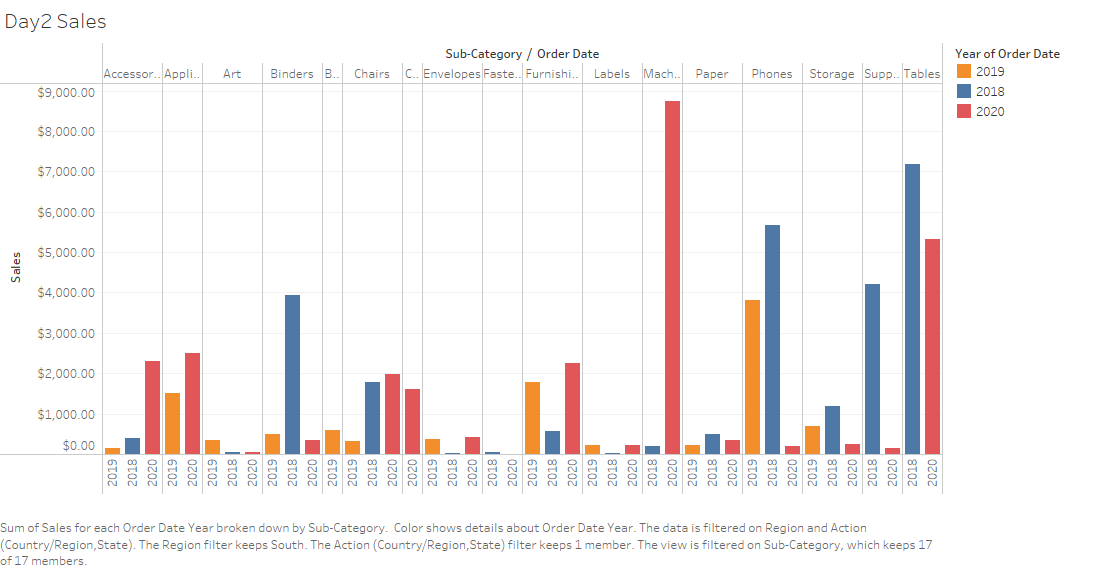 Day2 Sales
Sub-Category / Order Date
Accessor.. Appli.. Art Binders B.. Chairs C.. Envelopes Faste.. Furnishi.. Labels Mach.. Paper Phones Storage Supp.. Tables
Year of Order Date
2019
2018
2020
$9,000.00
$8,000.00
$7,000.00
$6,000.00
$5,000.00
$4,000.00
$3,000.00
$2,000.00
$1,000.00
$0.00
Sales
2019 2018 2020 2019 2020 2019 2018 2020 2019 2018 2020 2019 2019 2018 2020 2020 2019 2018 2020 2018 2020 2019 2018 2020 2019 2018 2020 2018 2020 2019 2018 2020 2019 2018 2020 2019 2018 2020 2018 2020 2018 2020
Sum of Sales for each Order Date Year broken down by Sub-Category.  Color shows details about Order Date Year. The data is filtered on Region and Action
(Country/Region,State). The Region filter keeps South. The Action (Country/Region,State) filter keeps 1 member. The view is filtered on Sub-Category, which keeps 17
of 17 members.